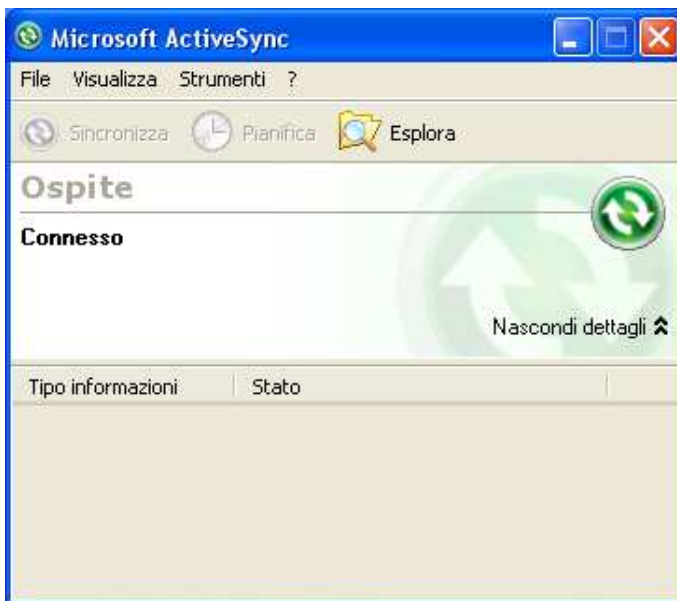 Microsoft ActiveSync
File Visualizza Strumenti ?
Sincronizza Pianifica Esplora
Ospite
Connesso
Nascondi dettagli
Tipo informazioni Stato